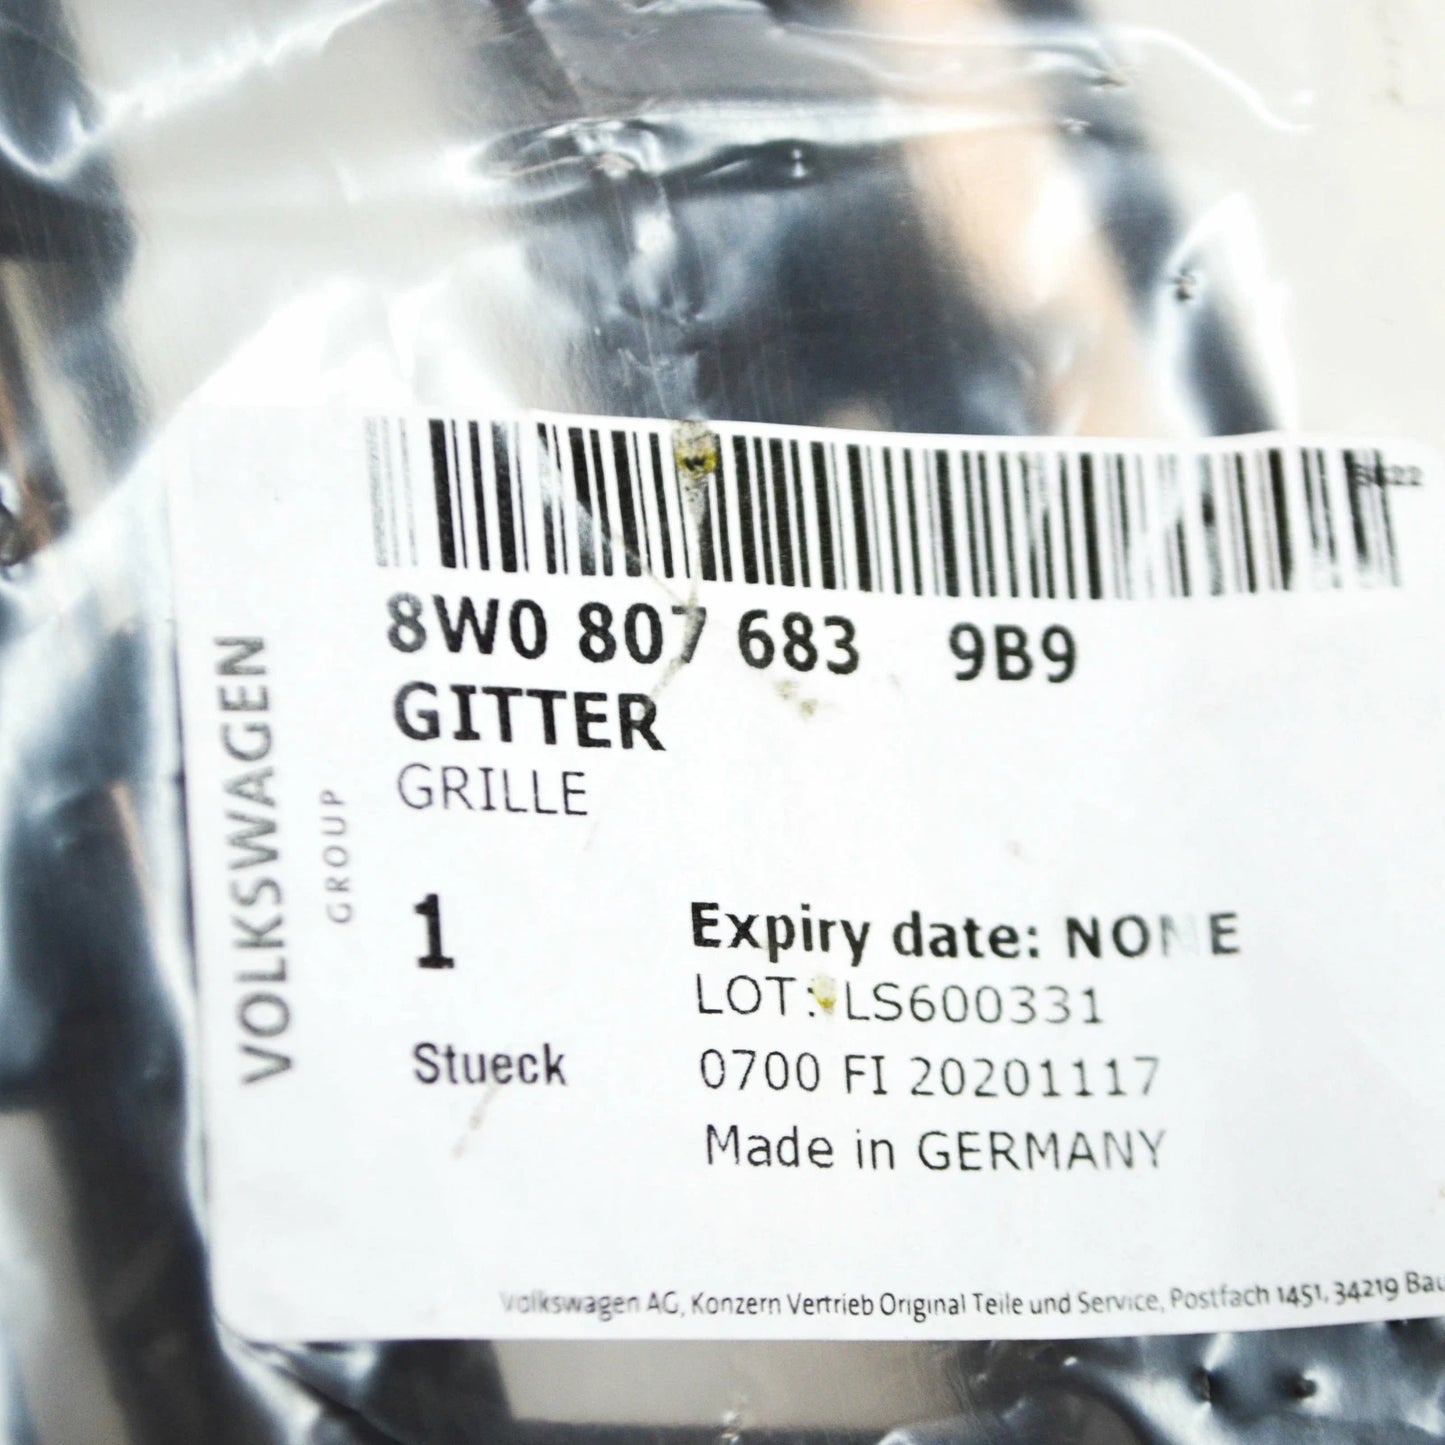 8W0 807 683 9B9
GITTER
GRILLE
VOLKSWAGEN
GROUP
1
Stueck
Expiry date: NONE
LOT: LS600331
0700 FI 20201117
Made in GERMANY
Volkswagen AG, Konzern Vertrieb Original Teile und Service, Postfach 1451, 34219 Bau